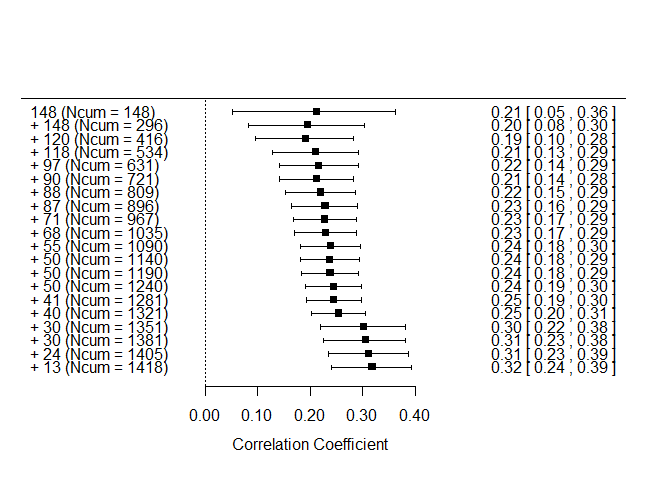 148 (Ncum = 148) 0.21 [ 0.05 , 0.36 ]
+ 148 (Ncum = 296) 0.20 [ 0.08 , 0.30 ]
+ 120 (Ncum = 416) 0.19 [ 0.10 , 0.28 ]
+ 118 (Ncum = 534) 0.21 [ 0.13 , 0.29 ]
+ 97 (Ncum = 631) 0.22 [ 0.14 , 0.29 ]
+ 90 (Ncum = 721) 0.21 [ 0.14 , 0.28 ]
+ 88 (Ncum = 809) 0.22 [ 0.15 , 0.29 ]
+ 87 (Ncum = 896) 0.23 [ 0.16 , 0.29 ]
+ 71 (Ncum = 967) 0.23 [ 0.17 , 0.29 ]
+ 68 (Ncum = 1035) 0.23 [ 0.17 , 0.29 ]
+ 55 (Ncum = 1090) 0.24 [ 0.18 , 0.30 ]
+ 50 (Ncum = 1140) 0.24 [ 0.18 , 0.29 ]
+ 50 (Ncum = 1190) 0.24 [ 0.18 , 0.29 ]
+ 50 (Ncum = 1240) 0.24 [ 0.19 , 0.30 ]
+ 41 (Ncum = 1281) 0.25 [ 0.19 , 0.30 ]
+ 40 (Ncum = 1321) 0.25 [ 0.20 , 0.31 ]
+ 30 (Ncum = 1351) 0.30 [ 0.22 , 0.38 ]
+ 30 (Ncum = 1381) 0.31 [ 0.23 , 0.38 ]
+ 24 (Ncum = 1405) 0.31 [ 0.23 , 0.39 ]
+ 13 (Ncum = 1418) 0.32 [ 0.24 , 0.39 ]
0.00 0.10 0.20 0.30 0.40
Correlation Coefficient